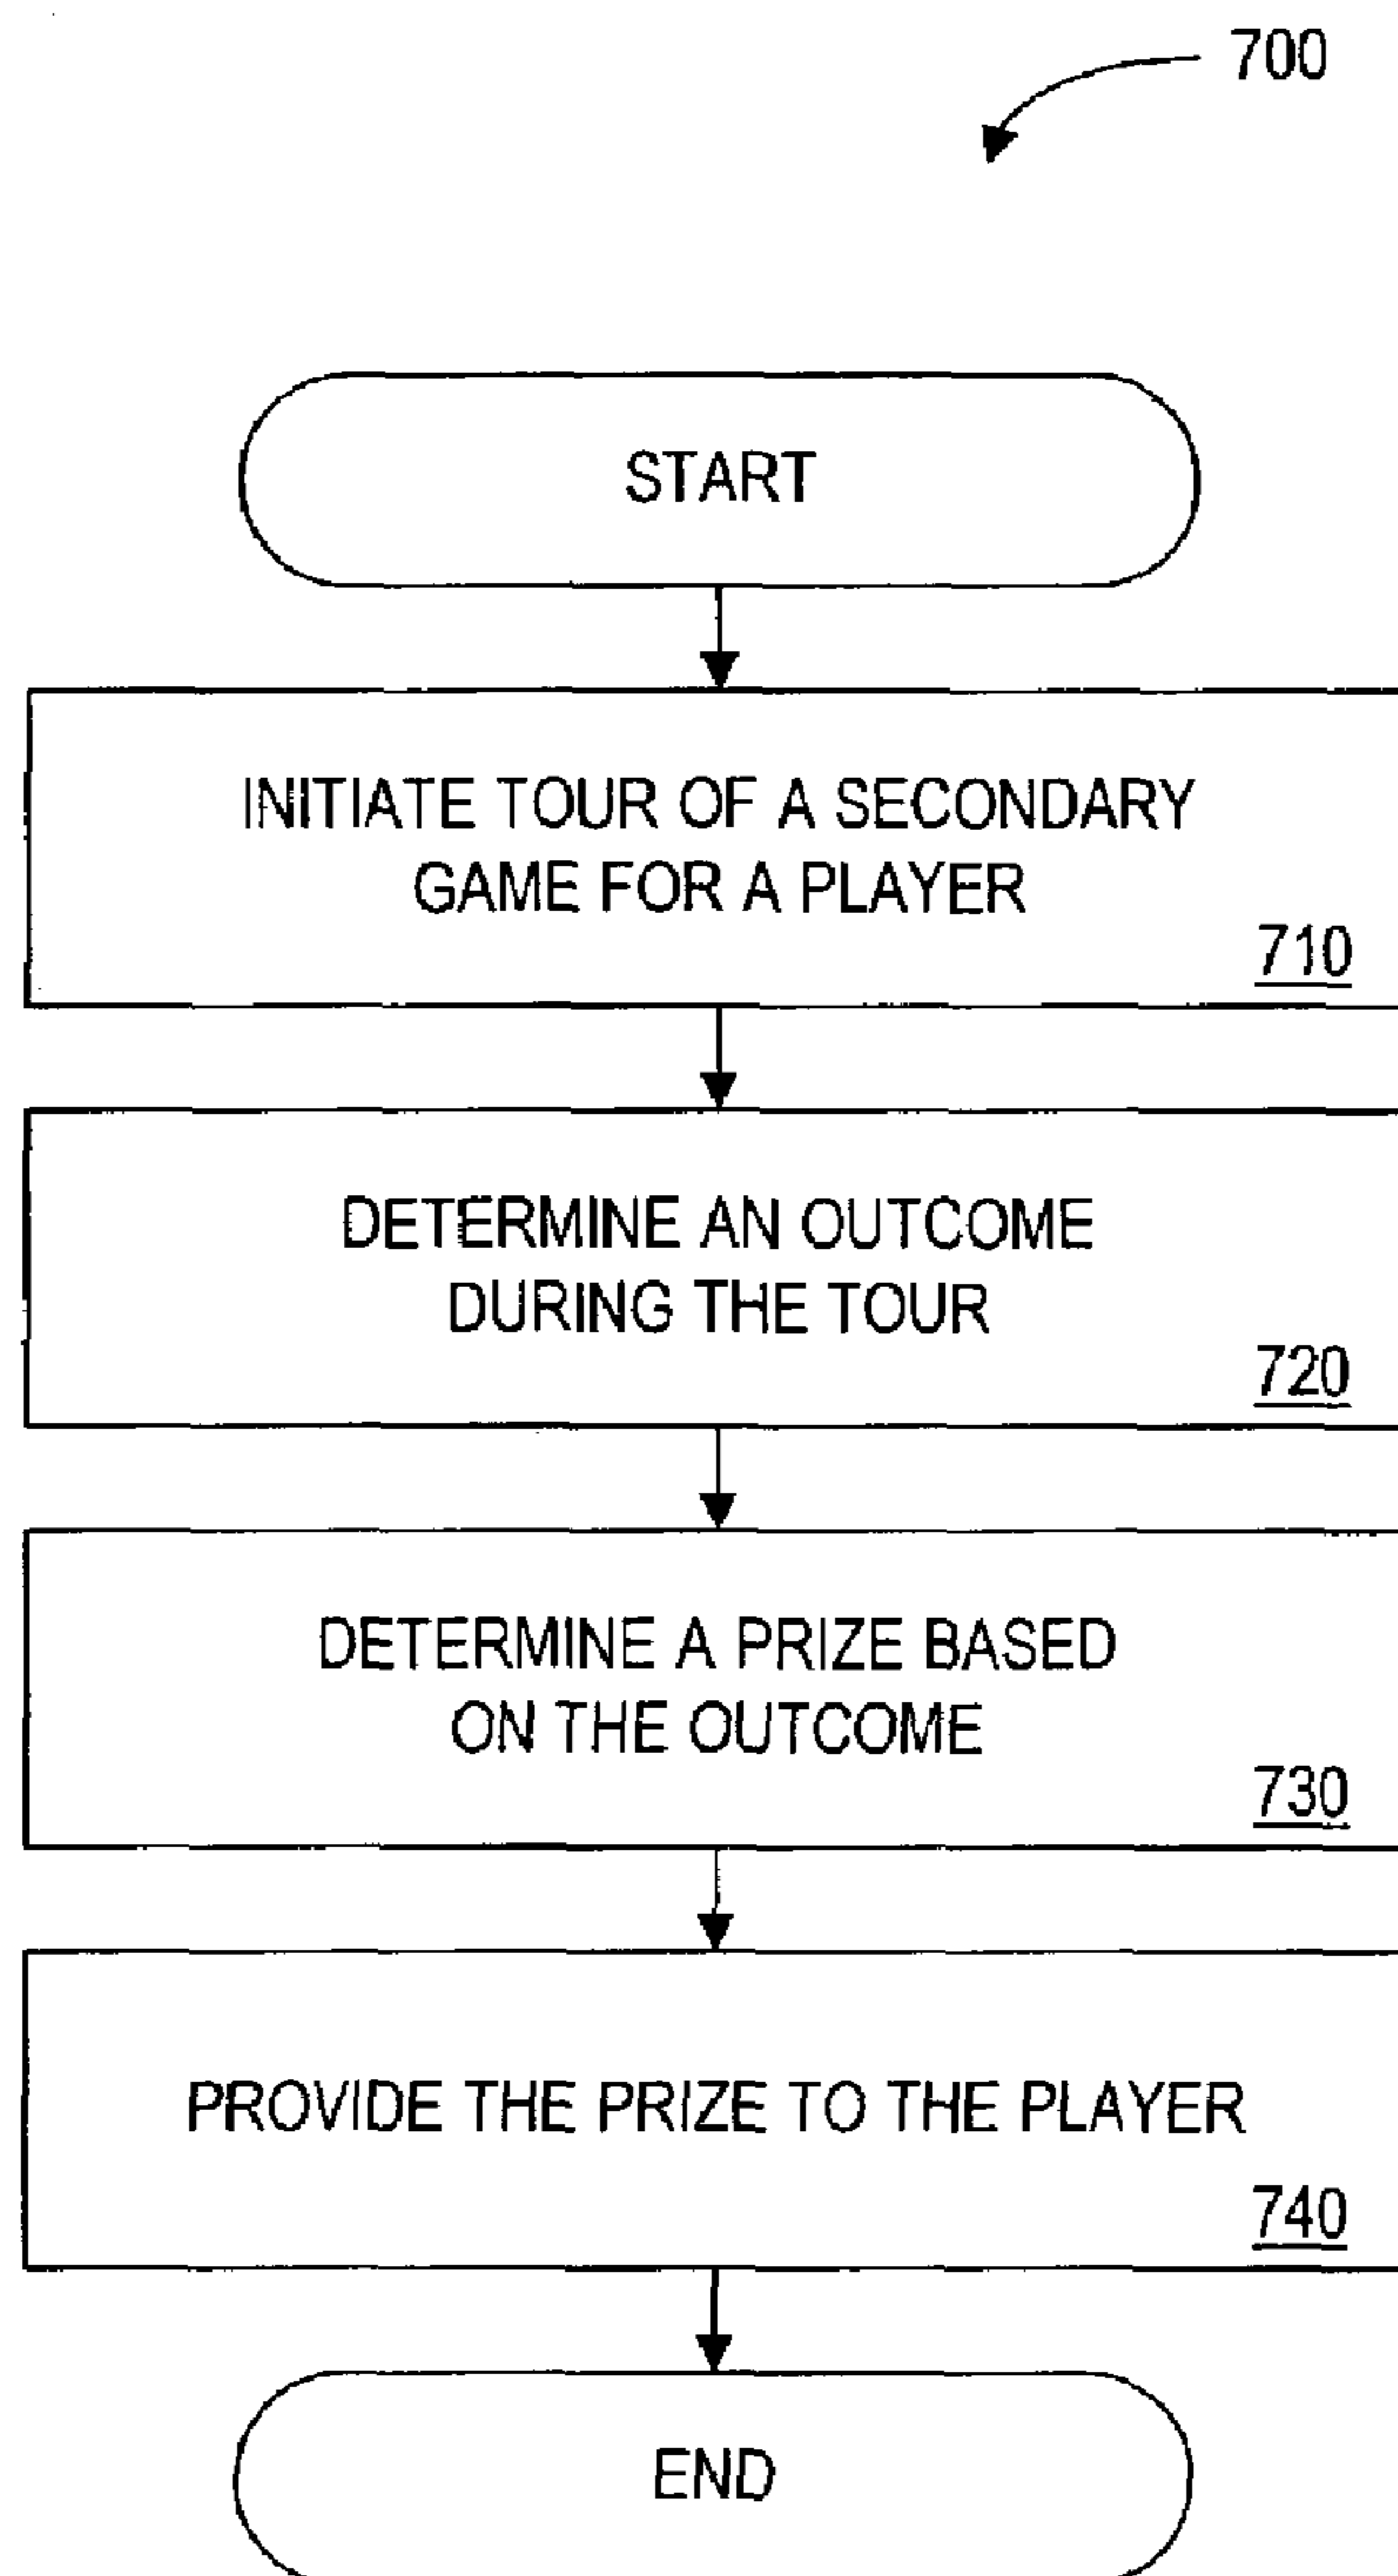 700
START
INITIATE TOUR OF A SECONDARY
GAME FOR A PLAYER
710
DETERMINE AN OUTCOME
DURING THE TOUR
720
DETERMINE A PRIZE BASED
ON THE OUTCOME
730
PROVIDE THE PRIZE TO THE PLAYER
740
END